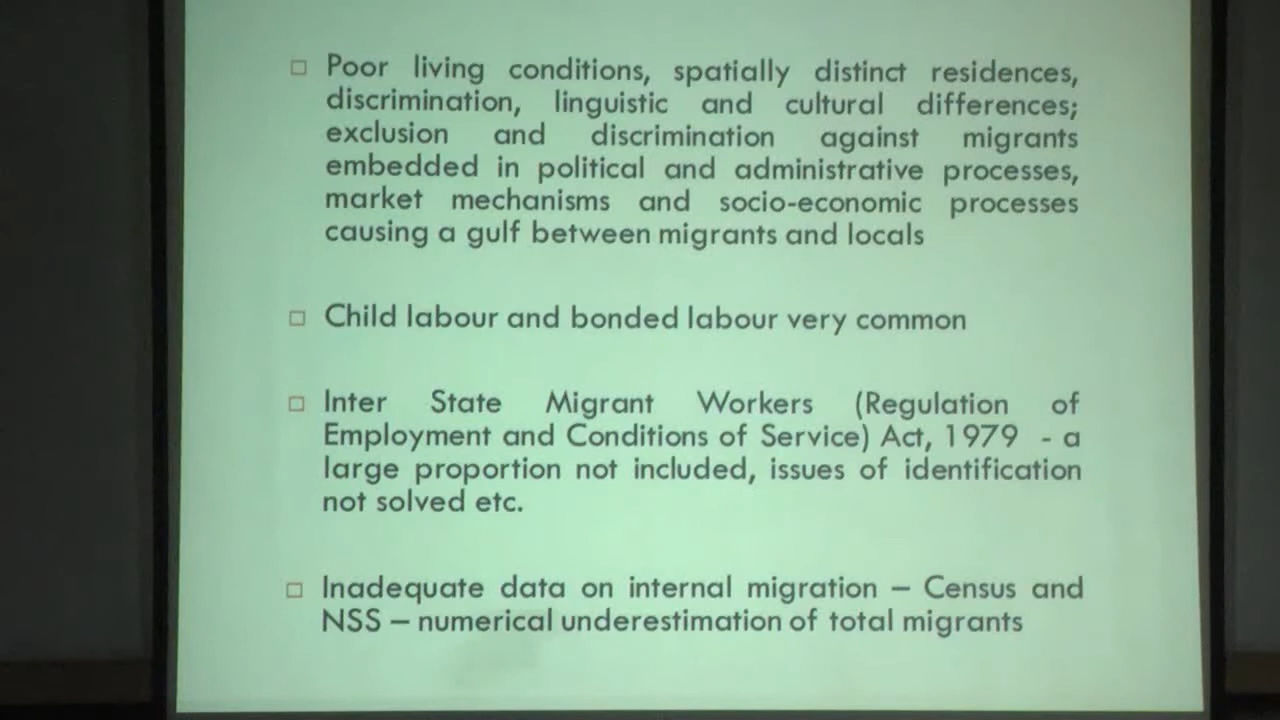 Poor living conditions, spatially distinct residences,
discrimination, linguistic and cultural differences;
exclusion and discrimination against migrants
embedded in political and administrative processes,
market mechanisms and socio-economic processes
causing a gulf between migrants and locals
Child labour and bonded labour very common
Inter State Migrant Workers (Regulation of
Employment and Conditions of Service) Act, 1979 - a
large proportion not included, issues of identification
not solved etc.
Inadequate data on internal migration – Census and
NSS – numerical underestimation of total migrants